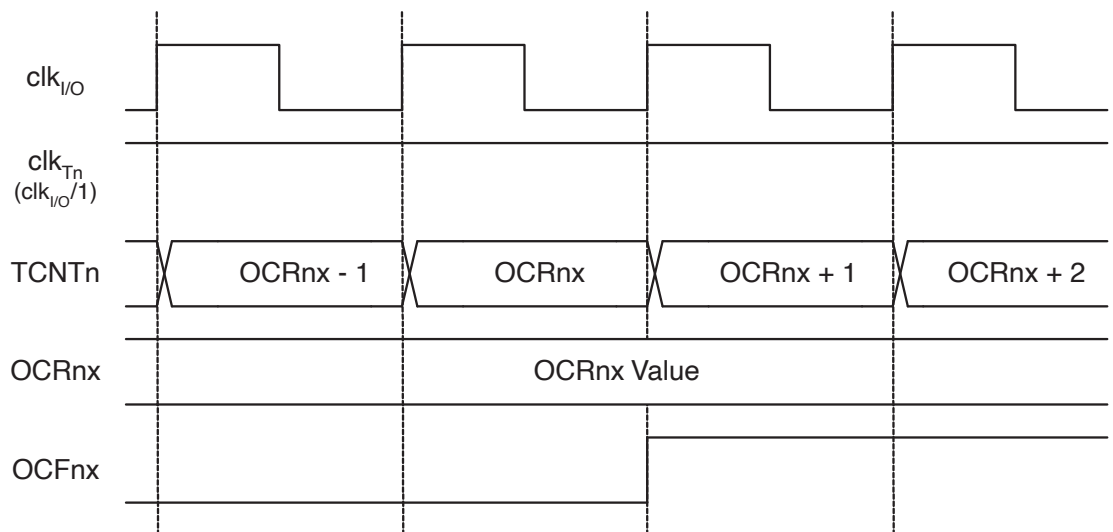 clkI/O
clkTn
(clkI/O/1)
TCNTn OCRnx - 1 OCRnx OCRnx + 1 OCRnx + 2
OCRnx OCRnx Value
OCFnx